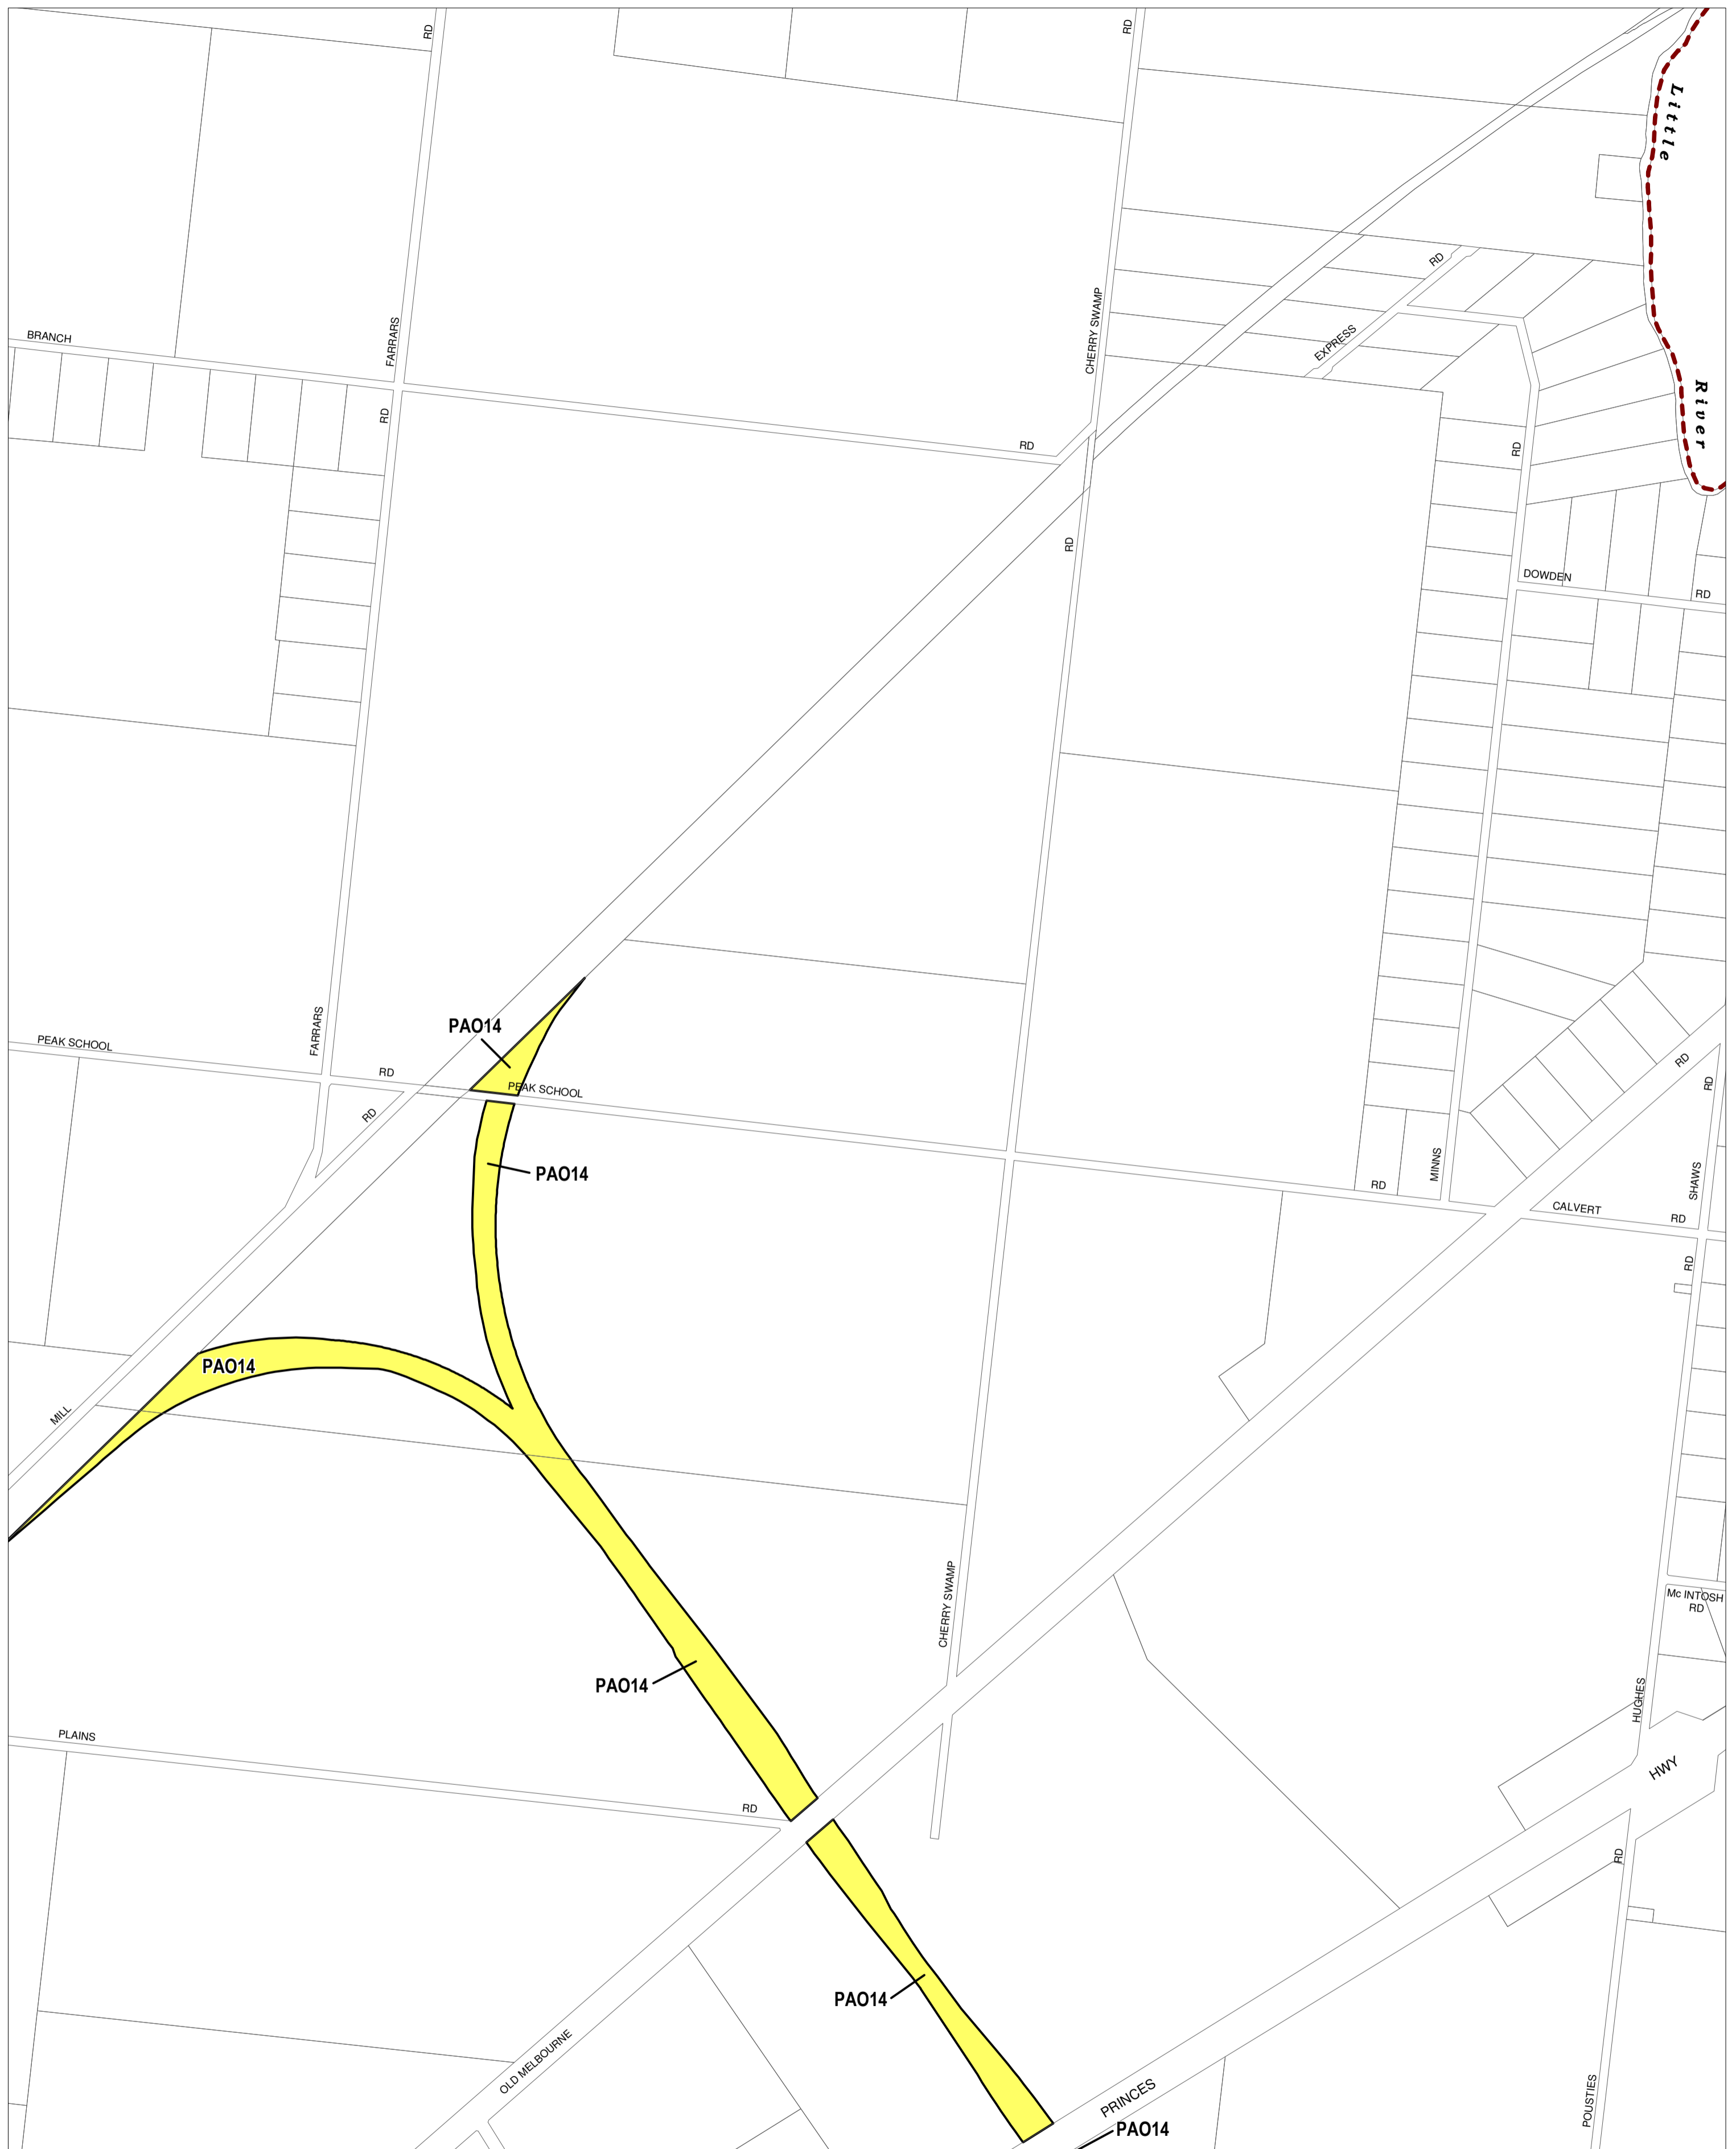 RD
RD
Little
RD
EXPRESS
CHERRY SWAMP
BRANCH
FARRARS
RD
RD
RD
River
RD
DOWDEN
RD
FARRARS
PAO14
PEAK SCHOOL
RD
PEAK SCHOOL
RD
RD
RD
PAO14
MINNS
SHAWS
RD
CALVERT
RD
RD
PAO14
MILL
CHERRY SWAMP
Mc INTOSH
RD
PAO14
HUGHES
PLAINS
HWY
RD
RD
PAO14
OLD MELBOURNE
PRINCES
POUSTIES
PAO14